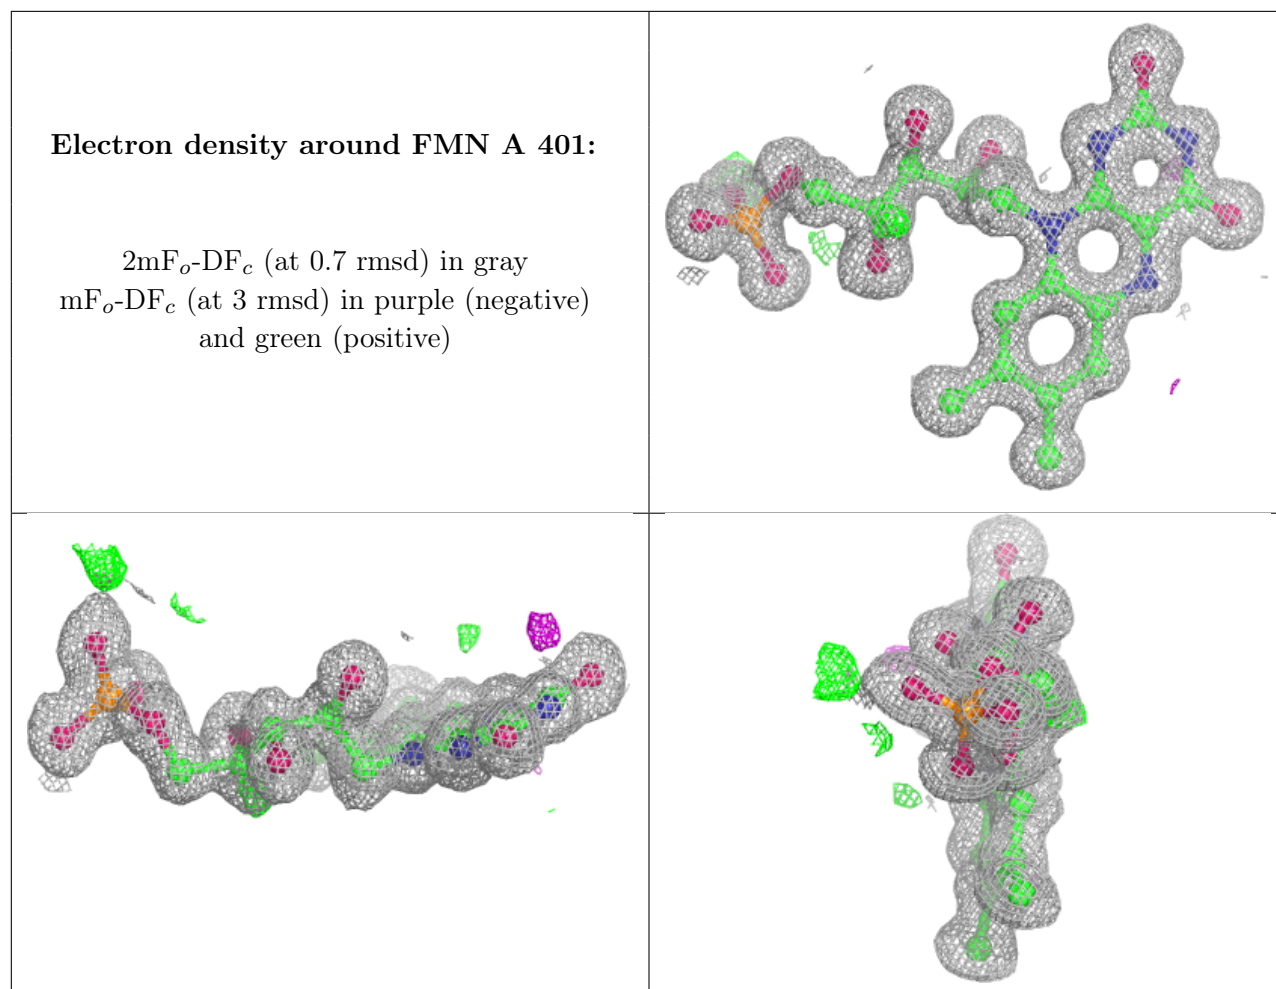 Electron density around FMN A 401:
2mFo-DFc (at 0.7 rmsd) in gray
mFo-DFc (at 3 rmsd) in purple (negative)
and green (positive)